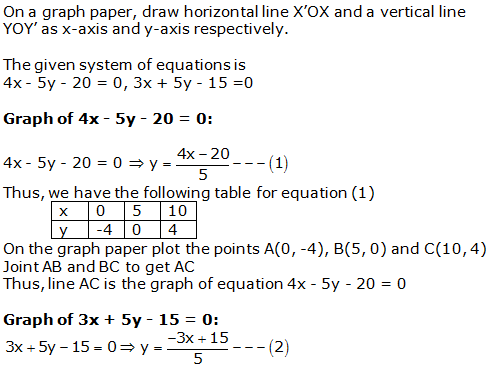 On a graph paper, draw horizontal line X'OX and a vertical line
YOY' as x-axis and y-axis respectively.
The given system of equations is
4x - 5y - 20 = 0, 3x + 5y - 15 =0
Graph of 4x - 5y - 20 = 0:
4x - 5y - 20 = 0 ⇒ y = (4x – 20)/5 – – – (1)
Thus, we have the following table for equation (1)
x 0 5 10
y -4 0 4
On the graph paper plot the points A(0, -4), B(5, 0) and C(10, 4)
Joint AB and BC to get AC
Thus, line AC is the graph of equation 4x - 5y - 20 = 0
Graph of 3x + 5y - 15 = 0:
3x + 5y – 15 = 0 ⇒ y = (–3x + 15)/5 – – – (2)